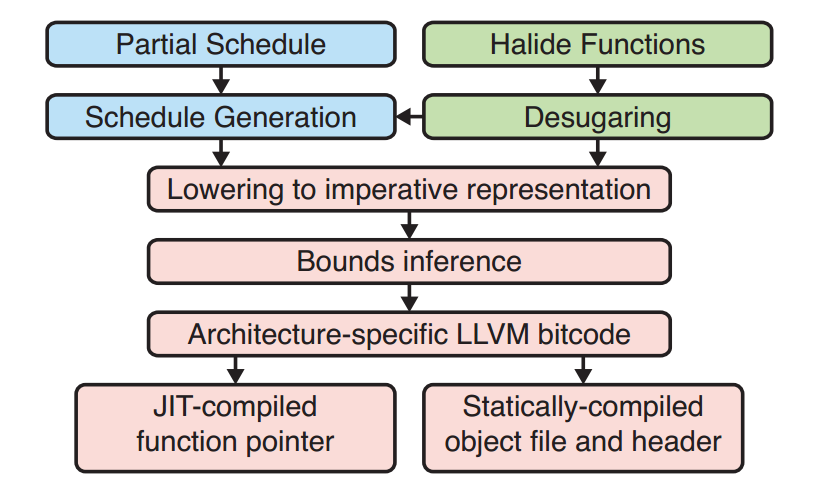 Partial Schedule
Halide Functions
Schedule Generation
Desugaring
Lowering to imperative representation
Bounds inference
Architecture-specific LLVM bitcode
JIT-compiled
function pointer
Statically-compiled
object file and header